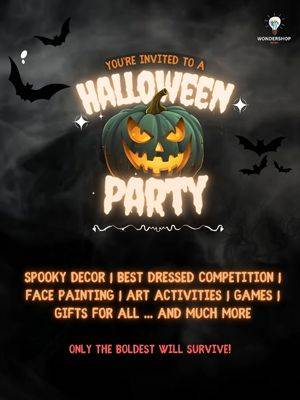 WONDERSHOP
YOU'RE INVITED TO A
HALLOWEEN
PARTY
SPOOKY DECOR | BEST DRESSED COMPETITION |
FACE PAINTING | ART ACTIVITIES | GAMES |
GIFTS FOR ALL ... AND MUCH MORE
ONLY THE BOLDEST WILL SURVIVE!